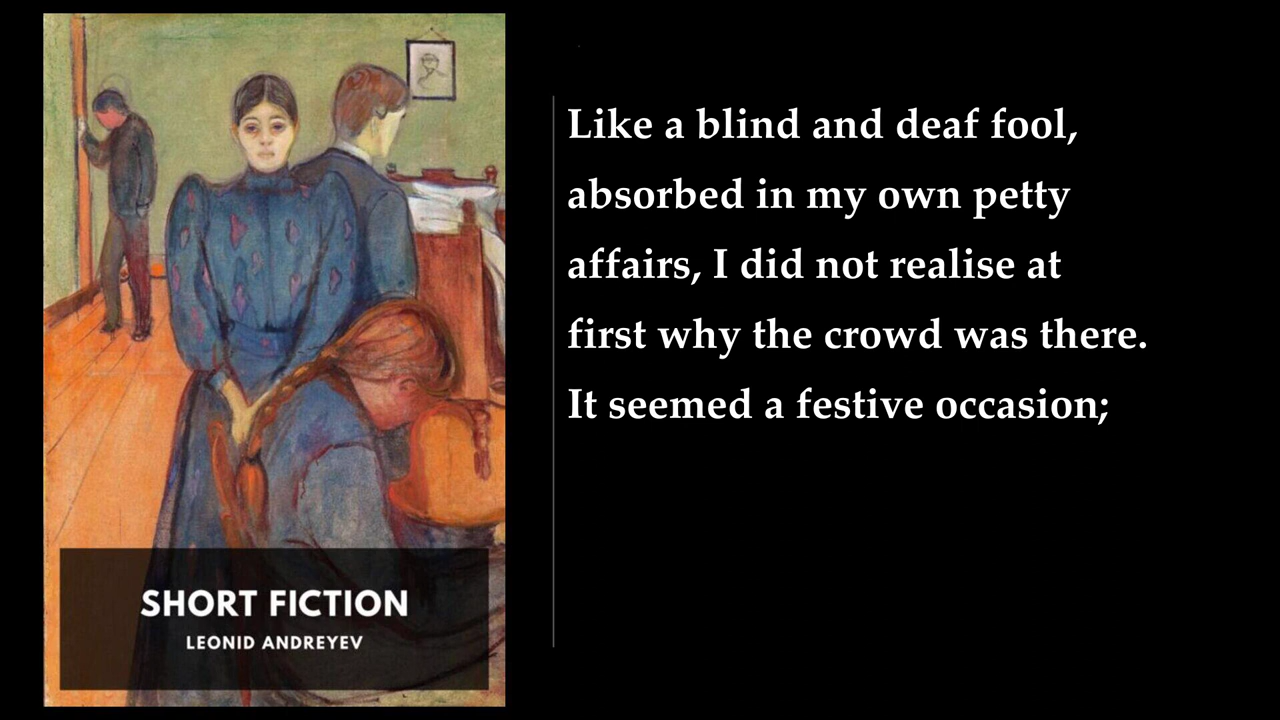 SHORT FICTION
LEONID ANDREYEV
Like a blind and deaf fool,
absorbed in my own petty
affairs, I did not realise at
first why the crowd was there.
It seemed a festive occasion;